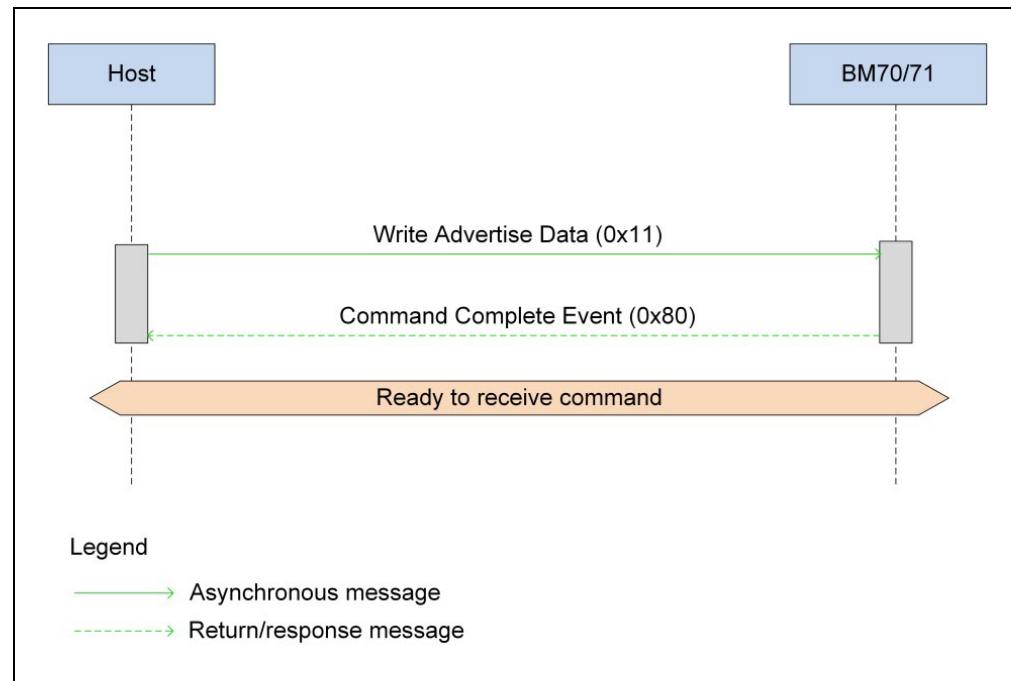 Host
BM70/71
Write Advertise Data (0x11)
Command Complete Event (0x80)
Ready to receive command
Legend
Asynchronous message
Return/response message